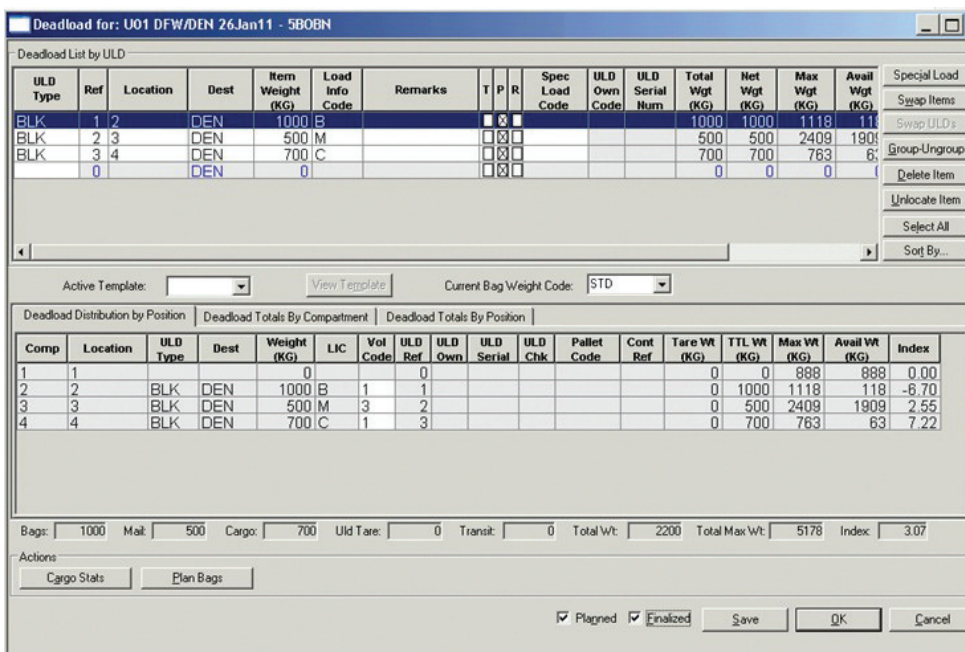 Deadload for: U01 DFW/DEN 26Jan11 - 5BOBN
Deadload List by ULD
ULD Type Ref Location Dest Item Weight (KG) Load Info Code Remarks T P R Spec Load Code ULD Own Code ULD Serial Num Total Wgt (KG) Net Wgt (KG) Max Wgt (KG) Avail Wgt (KG)
BLK 1 2 DEN 1000 B 1000 1000 1118 118
BLK 2 3 DEN 500 M 500 500 2409 1909
BLK 3 4 DEN 700 C 700 700 763
0 DEN 0 0 0 0
Special Load
Swap Items
Swap ULDs
Group-Ungroup
Delete Item
Unlocate Item
Select All
Sort By...
Active Template: View Template Current Bag Weight Code: STD
Deadload Distribution by Position Deadload Totals By Compartment Deadload Totals By Position
Comp Location ULD Type Dest Weight (KG) LIC Vol Code ULD Ref ULD Own ULD Serial ULD Chk Pallet Code Cont Ref Tare Wt (KG) TTL Wt (KG) Max Wt (KG) Avail Wt (KG) Index
1 1 0 0 0 0 888 888 0.00
2 2 BLK DEN 1000 B 1 1 0 1000 1118 118 -6.70
3 3 BLK DEN 500 M 3 2 0 500 2409 1909 2.55
4 4 BLK DEN 700 C 1 3 0 700 763 63 7.22
Bags: 1000 Mail: 500 Cargo: 700 Uld Tare: 0 Transit: 0 Total Wt: 2200 Total Max Wt: 5178 Index: 3.07
Actions
Cargo Stats Plan Bags
Planned Finalized Save OK Cancel